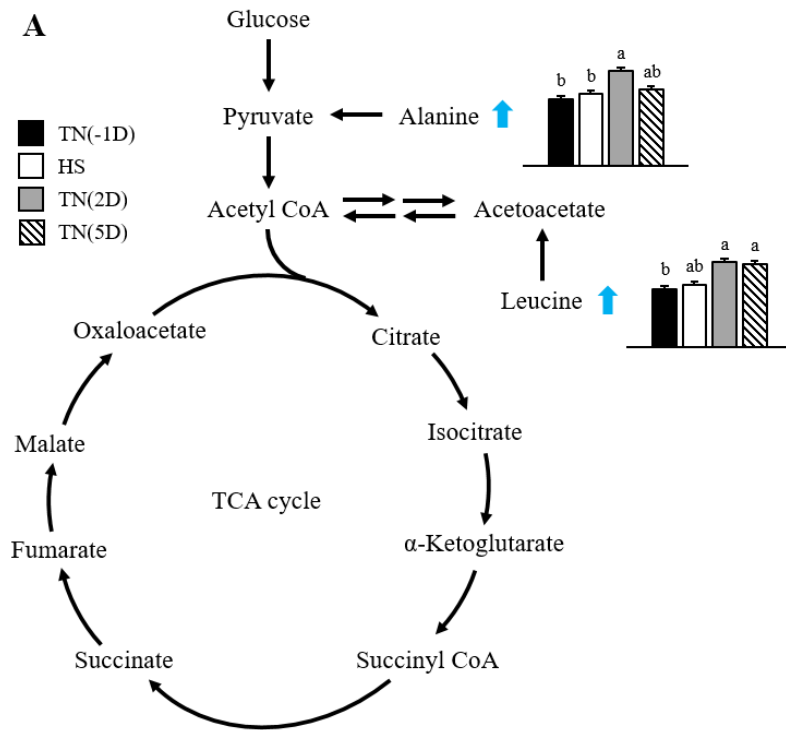 A
Glucose
Pyruvate
Alanine
b b a ab
TN(-1D)
HS
TN(2D)
TN(5D)
Acetyl CoA
Acetoacetate
Leucine
b ab a a
Oxaloacetate
Citrate
Malate
Isocitrate
TCA cycle
Fumarate
α-Ketoglutarate
Succinate
Succinyl CoA